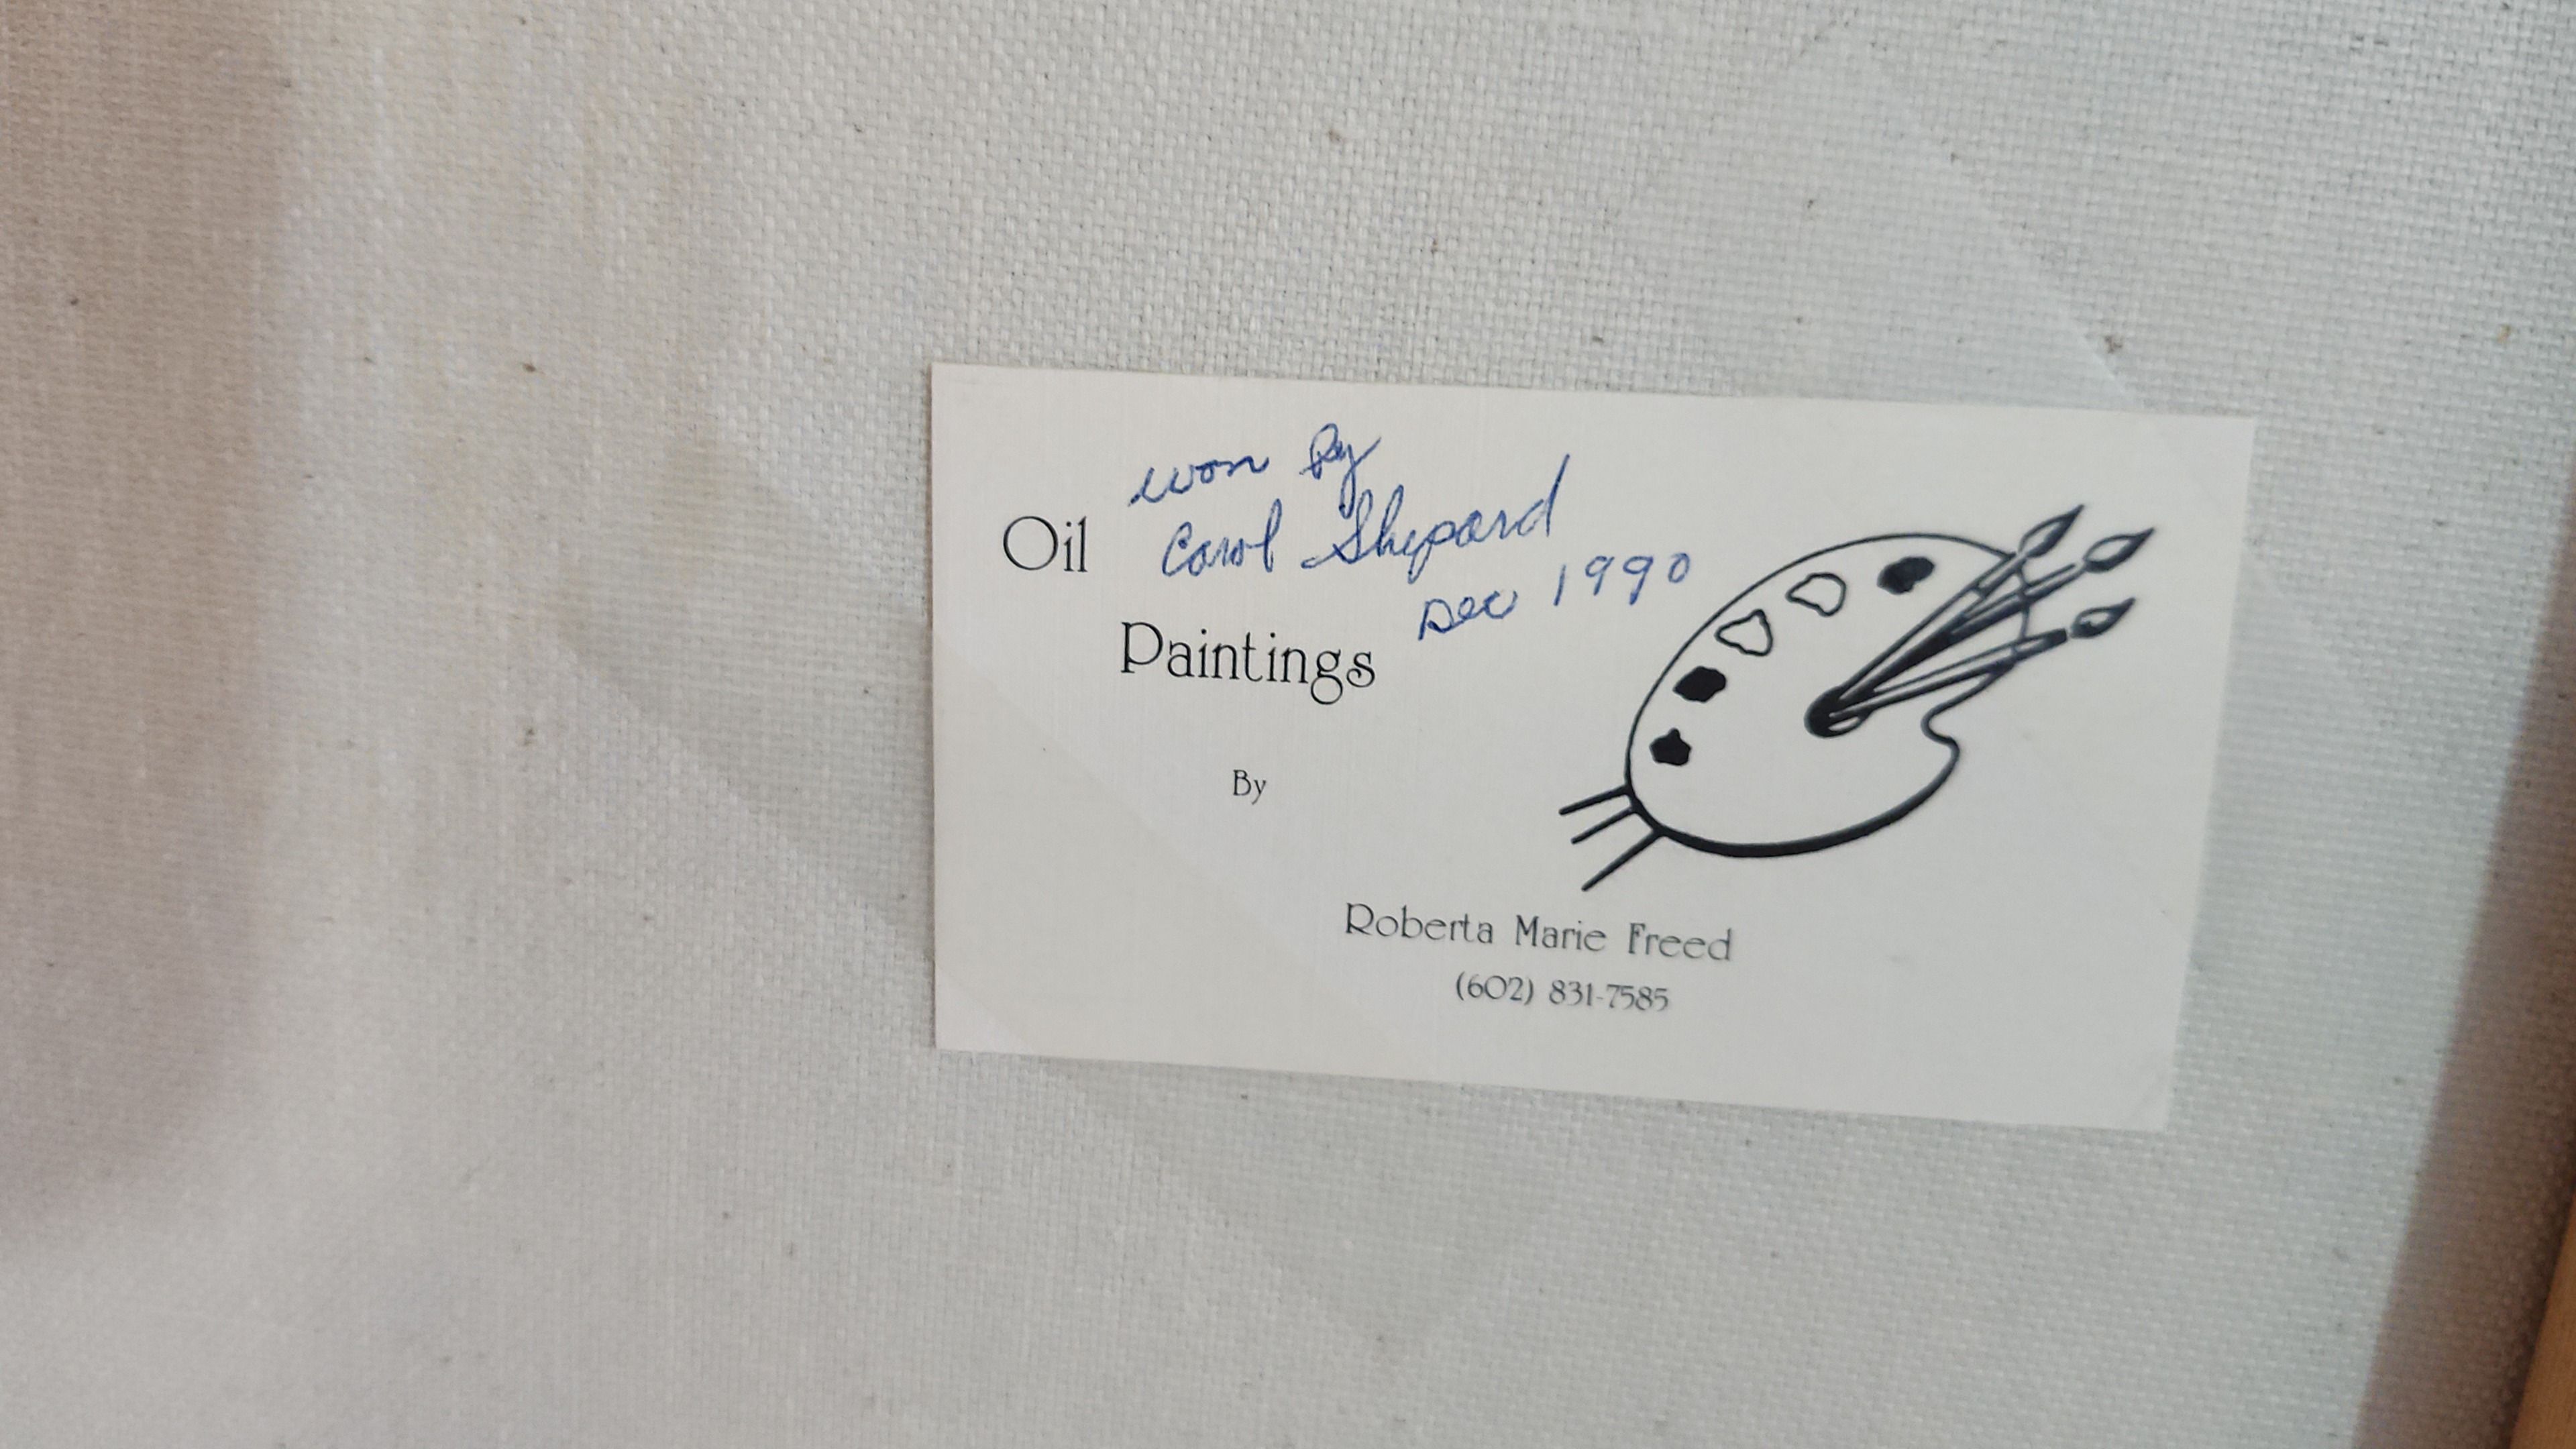 won By
Carol Shepard
Dec 1990
Oil
Paintings
By
Roberta Marie Freed
(602) 831-7585